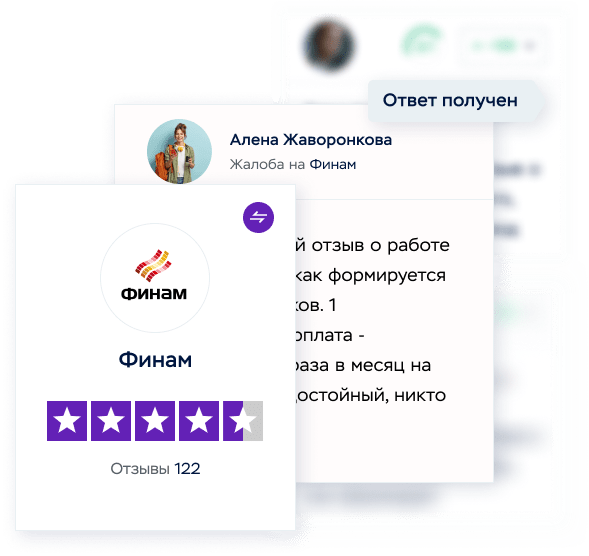 Ответ получен
Алена Жаворонкова
Жалоба на Финам
й отзыв о работе
как формируется
ков. 1
рплата -
раза в месяц на
достойный, никто
ФИНАМ
Финам
Отзывы 122